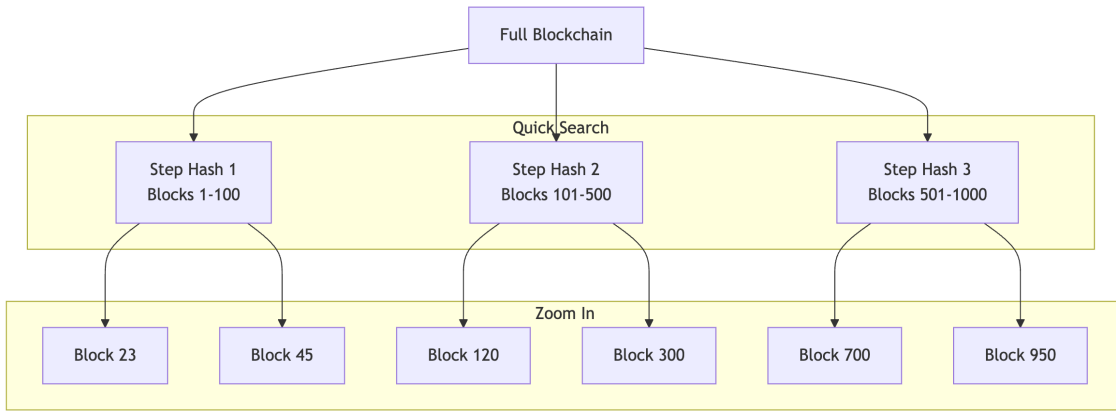 Full Blockchain
Quick Search
Step Hash 1
Blocks 1-100
Step Hash 2
Blocks 101-500
Step Hash 3
Blocks 501-1000
Zoom In
Block 23
Block 45
Block 120
Block 300
Block 700
Block 950